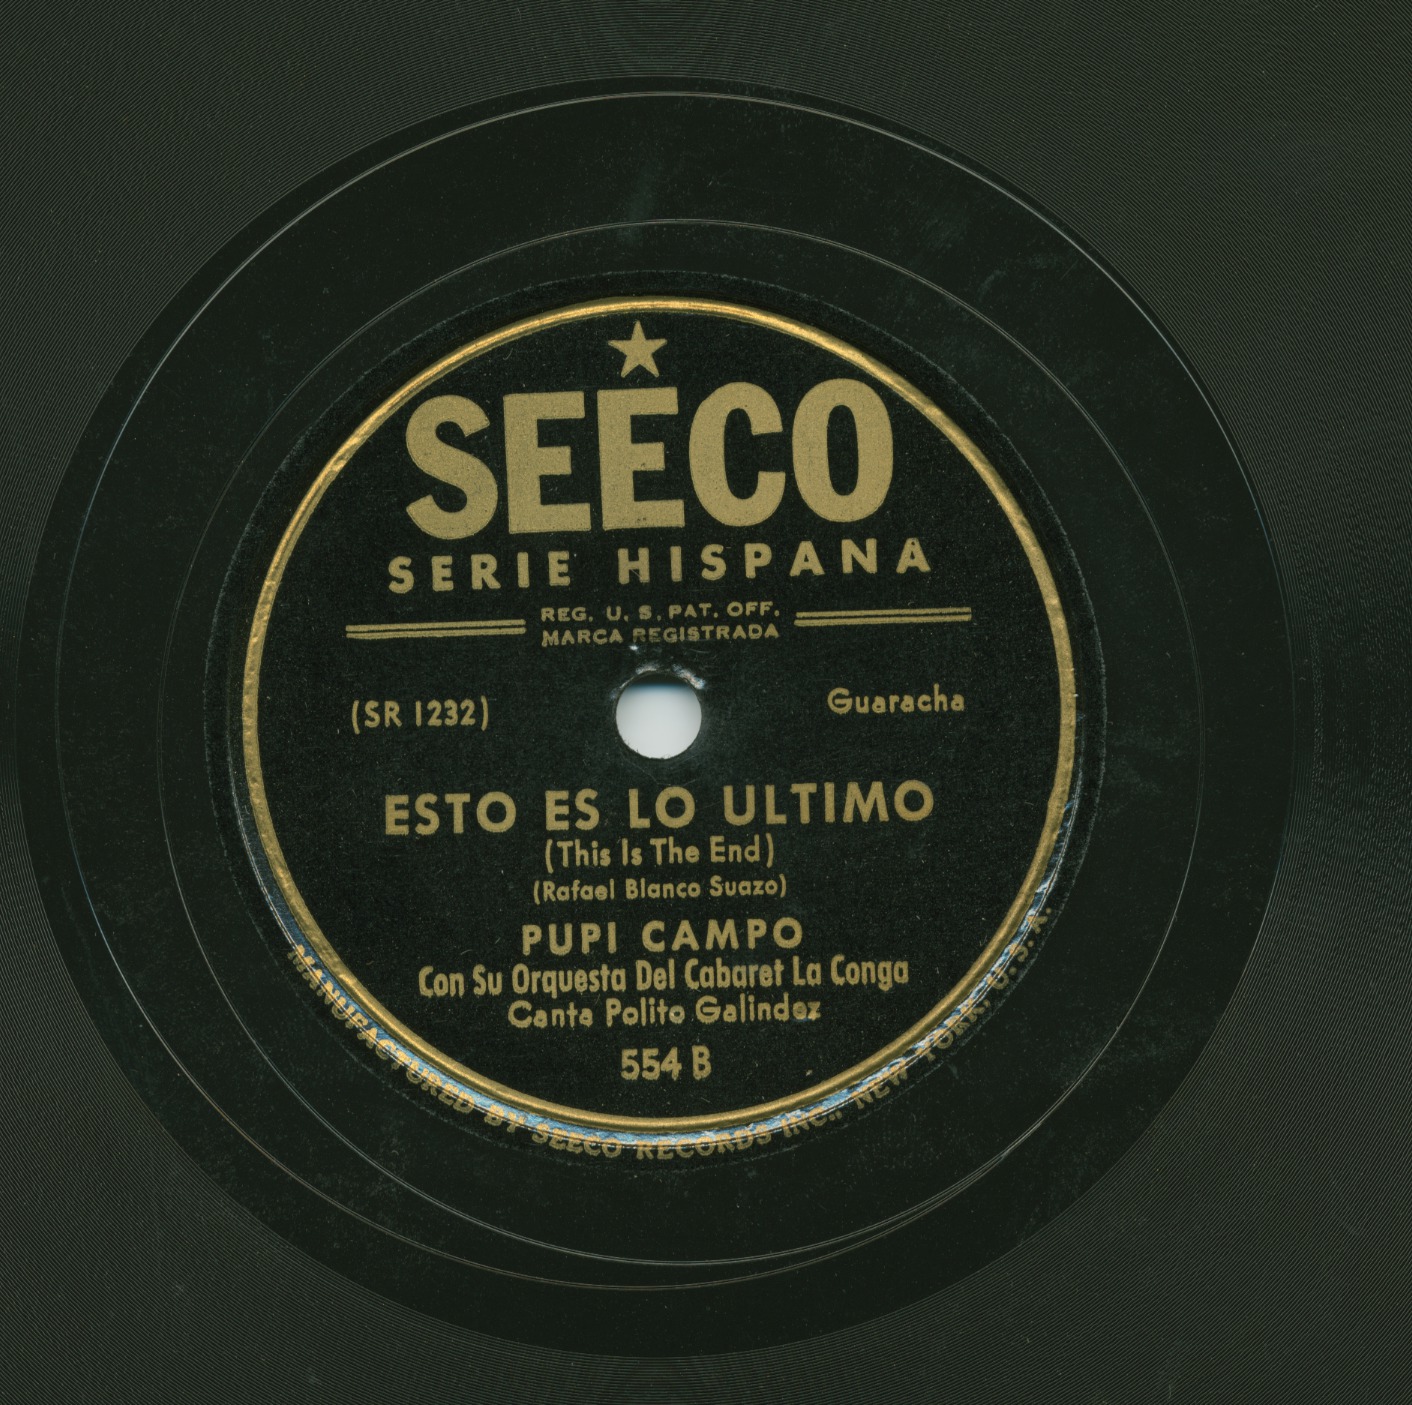 SEECO
SERIE HISPANA
REG. U. S. PAT. OFF.
MARCA REGISTRADA
(SR 1232)
Guaracha
ESTO ES LO ULTIMO
(This Is The End)
(Rafael Blanco Suazo)
PUPI CAMPO
Con Su Orquesta Del Cabaret La Conga
Canta Polito Galindez
554 B
MANUFACTURED BY SEECO RECORDS INC., NEW YORK, U. S. A.